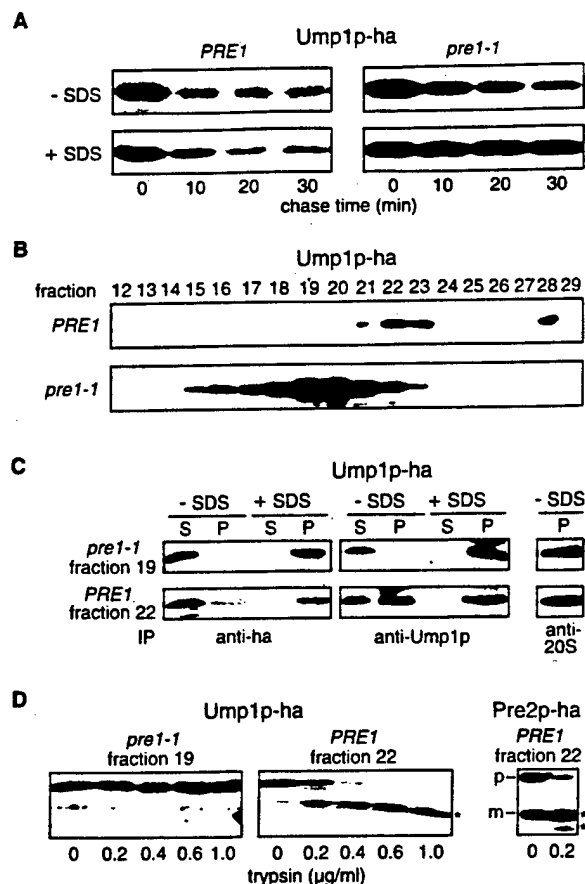 A
Ump1p-ha
PRE1
pre1-1
- SDS
+ SDS
0 10 20 30 0 10 20 30
chase time (min)
B
Ump1p-ha
fraction 12 13 14 15 16 17 18 19 20 21 22 23 24 25 26 27 28 29
PRE1
pre1-1
C
Ump1p-ha
- SDS + SDS - SDS + SDS - SDS
S P S P S P S P P
pre1-1
fraction 19
PRE1
fraction 22
IP anti-ha anti-Ump1p anti-
20S
D
Ump1p-ha Pre2p-ha
pre1-1 PRE1 PRE1
fraction 19 fraction 22 fraction 22
p
m
0 0.2 0.4 0.6 1.0 0 0.2 0.4 0.6 1.0 0 0.2
trypsin (µg/ml)